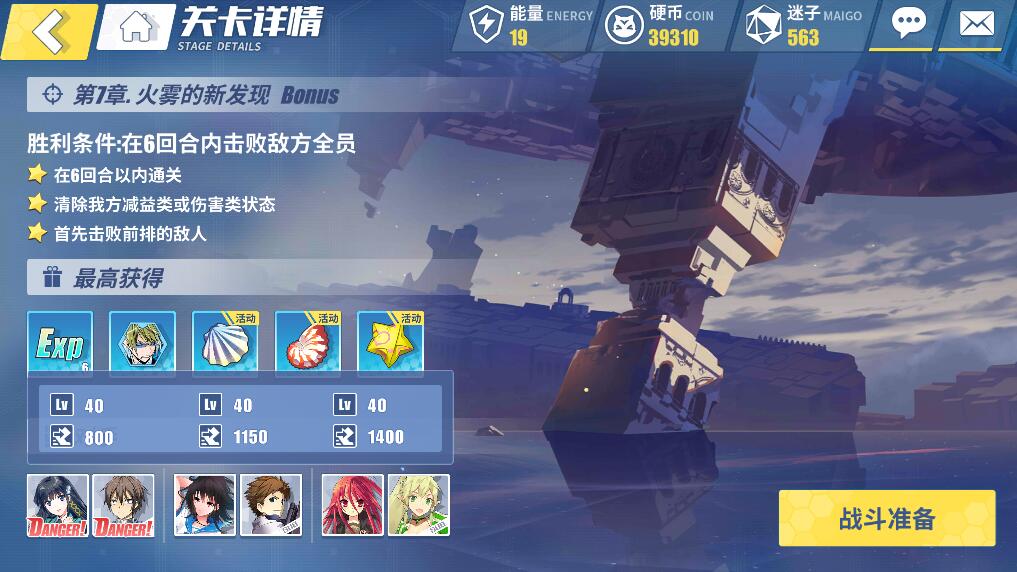 关卡详情
STAGE DETAILS
能量 ENERGY
19
硬币 COIN
39310
迷子 MAIGO
563
第7章.火雾的新发现 Bonus
胜利条件:在6回合内击败敌方全员
在6回合以内通关
清除我方减益类或伤害类状态
首先击败前排的敌人
最高获得
Exp
6
活动
活动
活动
Lv 40
Lv 40
Lv 40
800
1150
1400
DANGER!
DANGER!
战斗准备